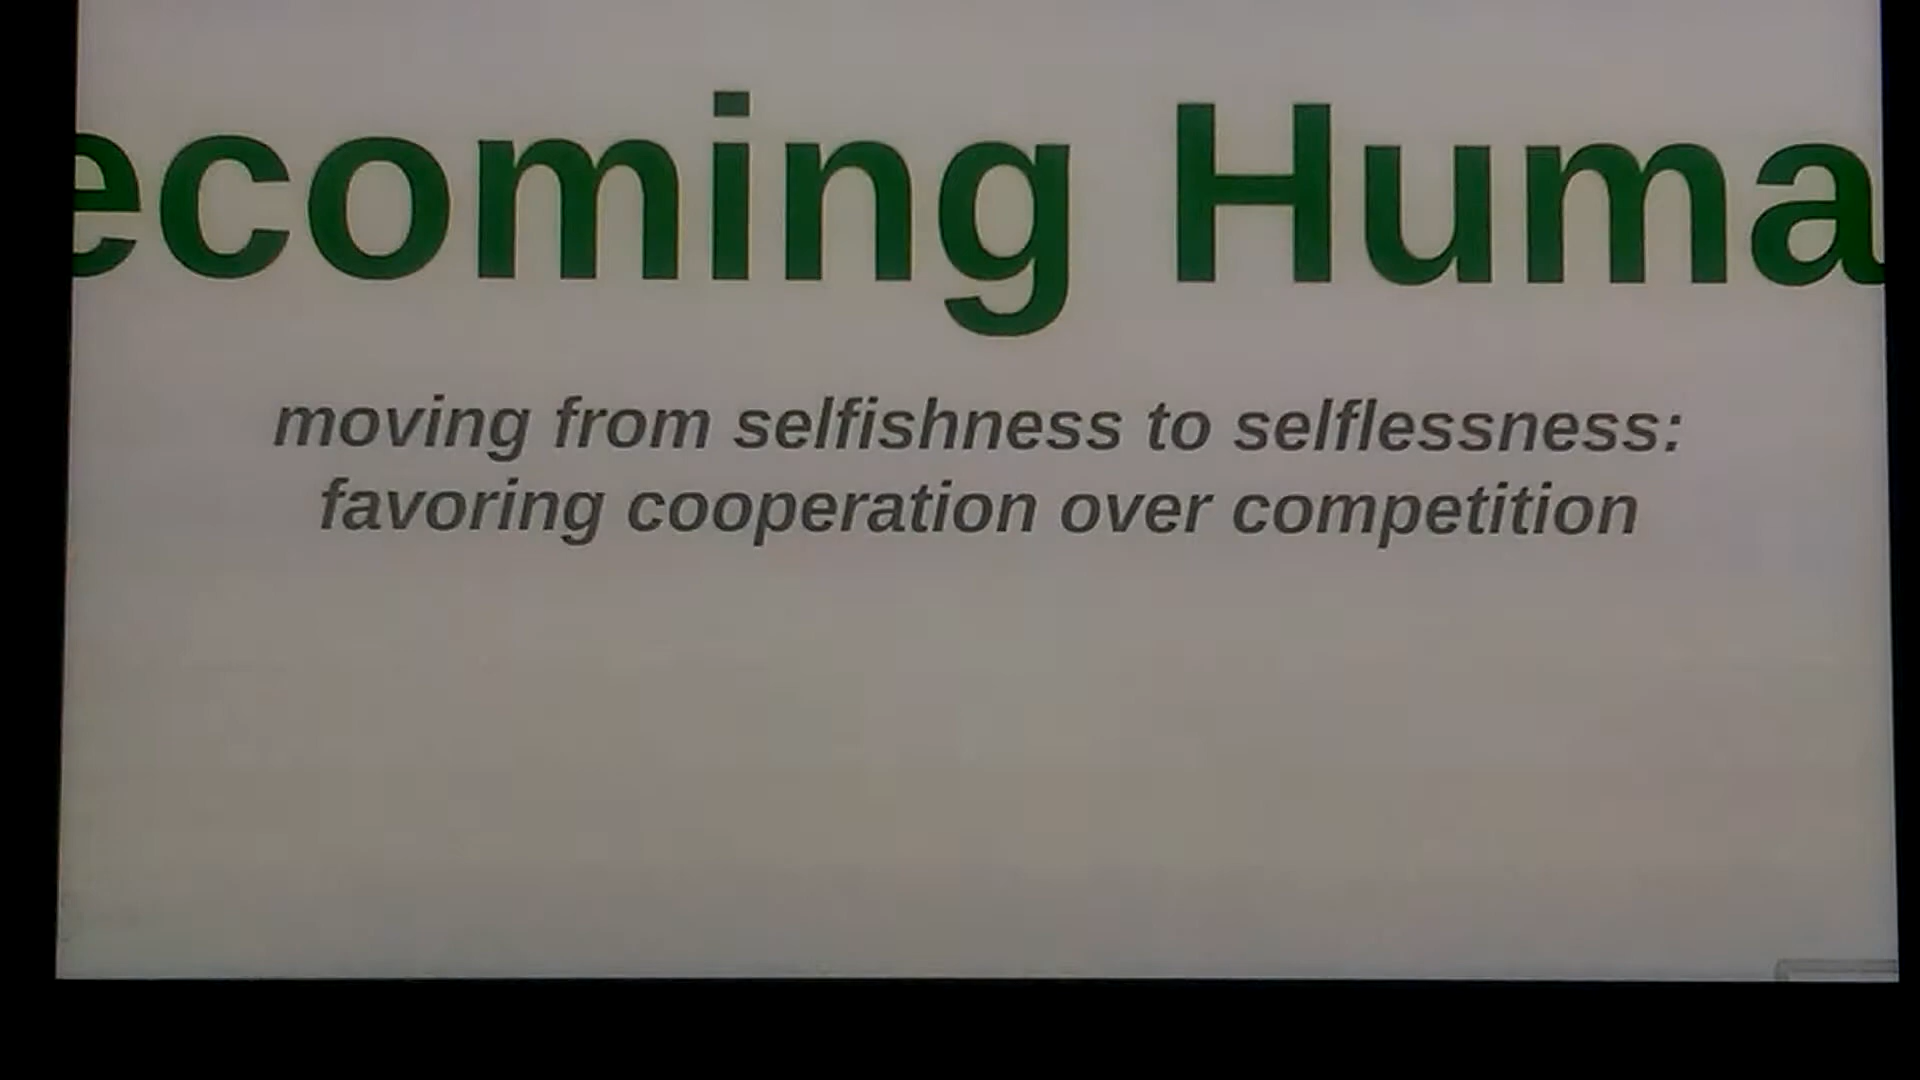 ecoming Huma
moving from selfishness to selflessness:
favoring cooperation over competition